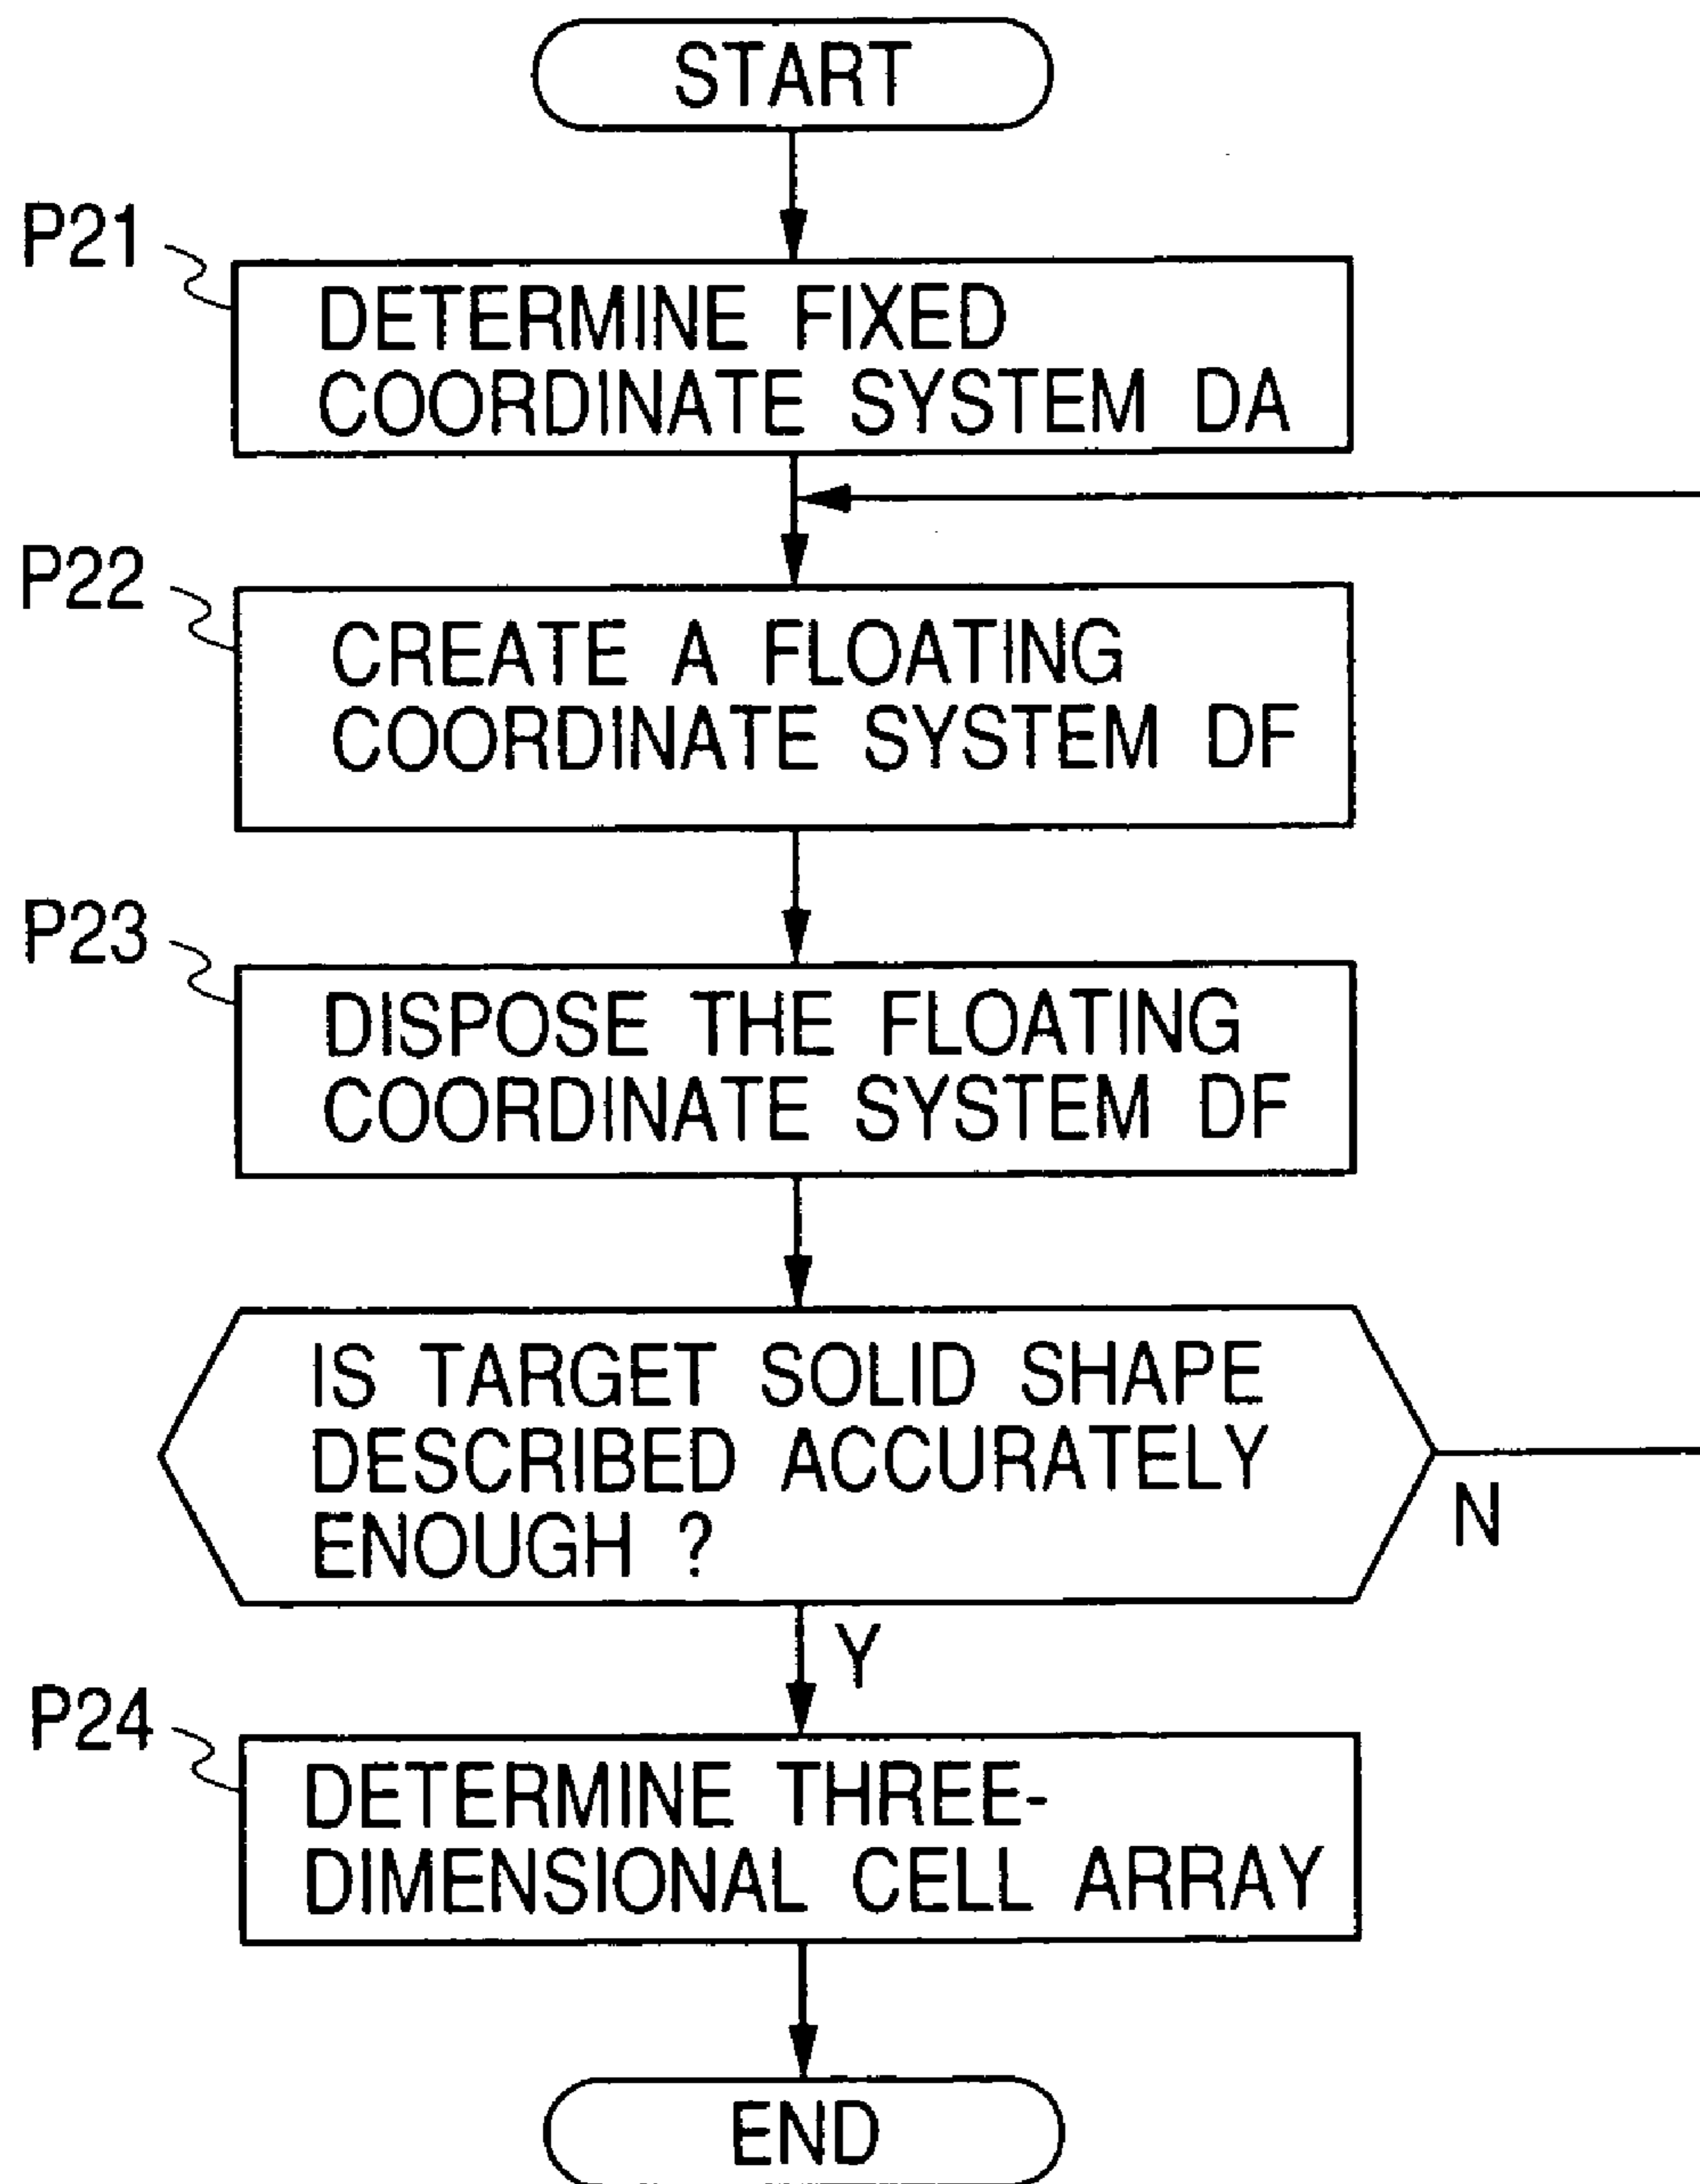 START
P21
DETERMINE FIXED
COORDINATE SYSTEM DA
P22
CREATE A FLOATING
COORDINATE SYSTEM DF
P23
DISPOSE THE FLOATING
COORDINATE SYSTEM DF
IS TARGET SOLID SHAPE
DESCRIBED ACCURATELY
ENOUGH ?
N
Y
P24
DETERMINE THREE-
DIMENSIONAL CELL ARRAY
END